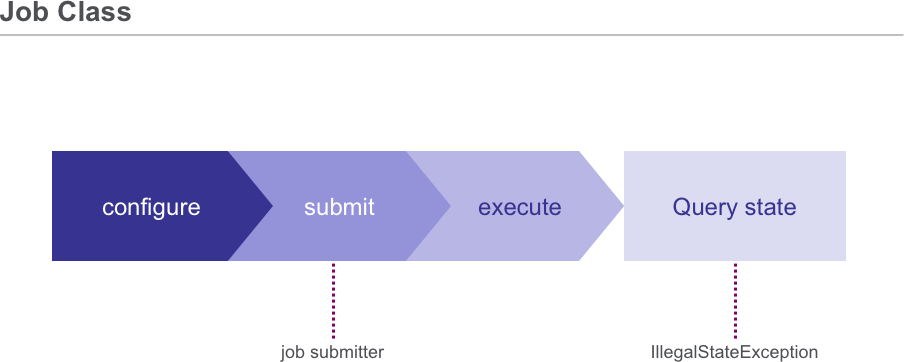 Job Class
configure
submit
execute
Query state
job submitter
IllegalStateException